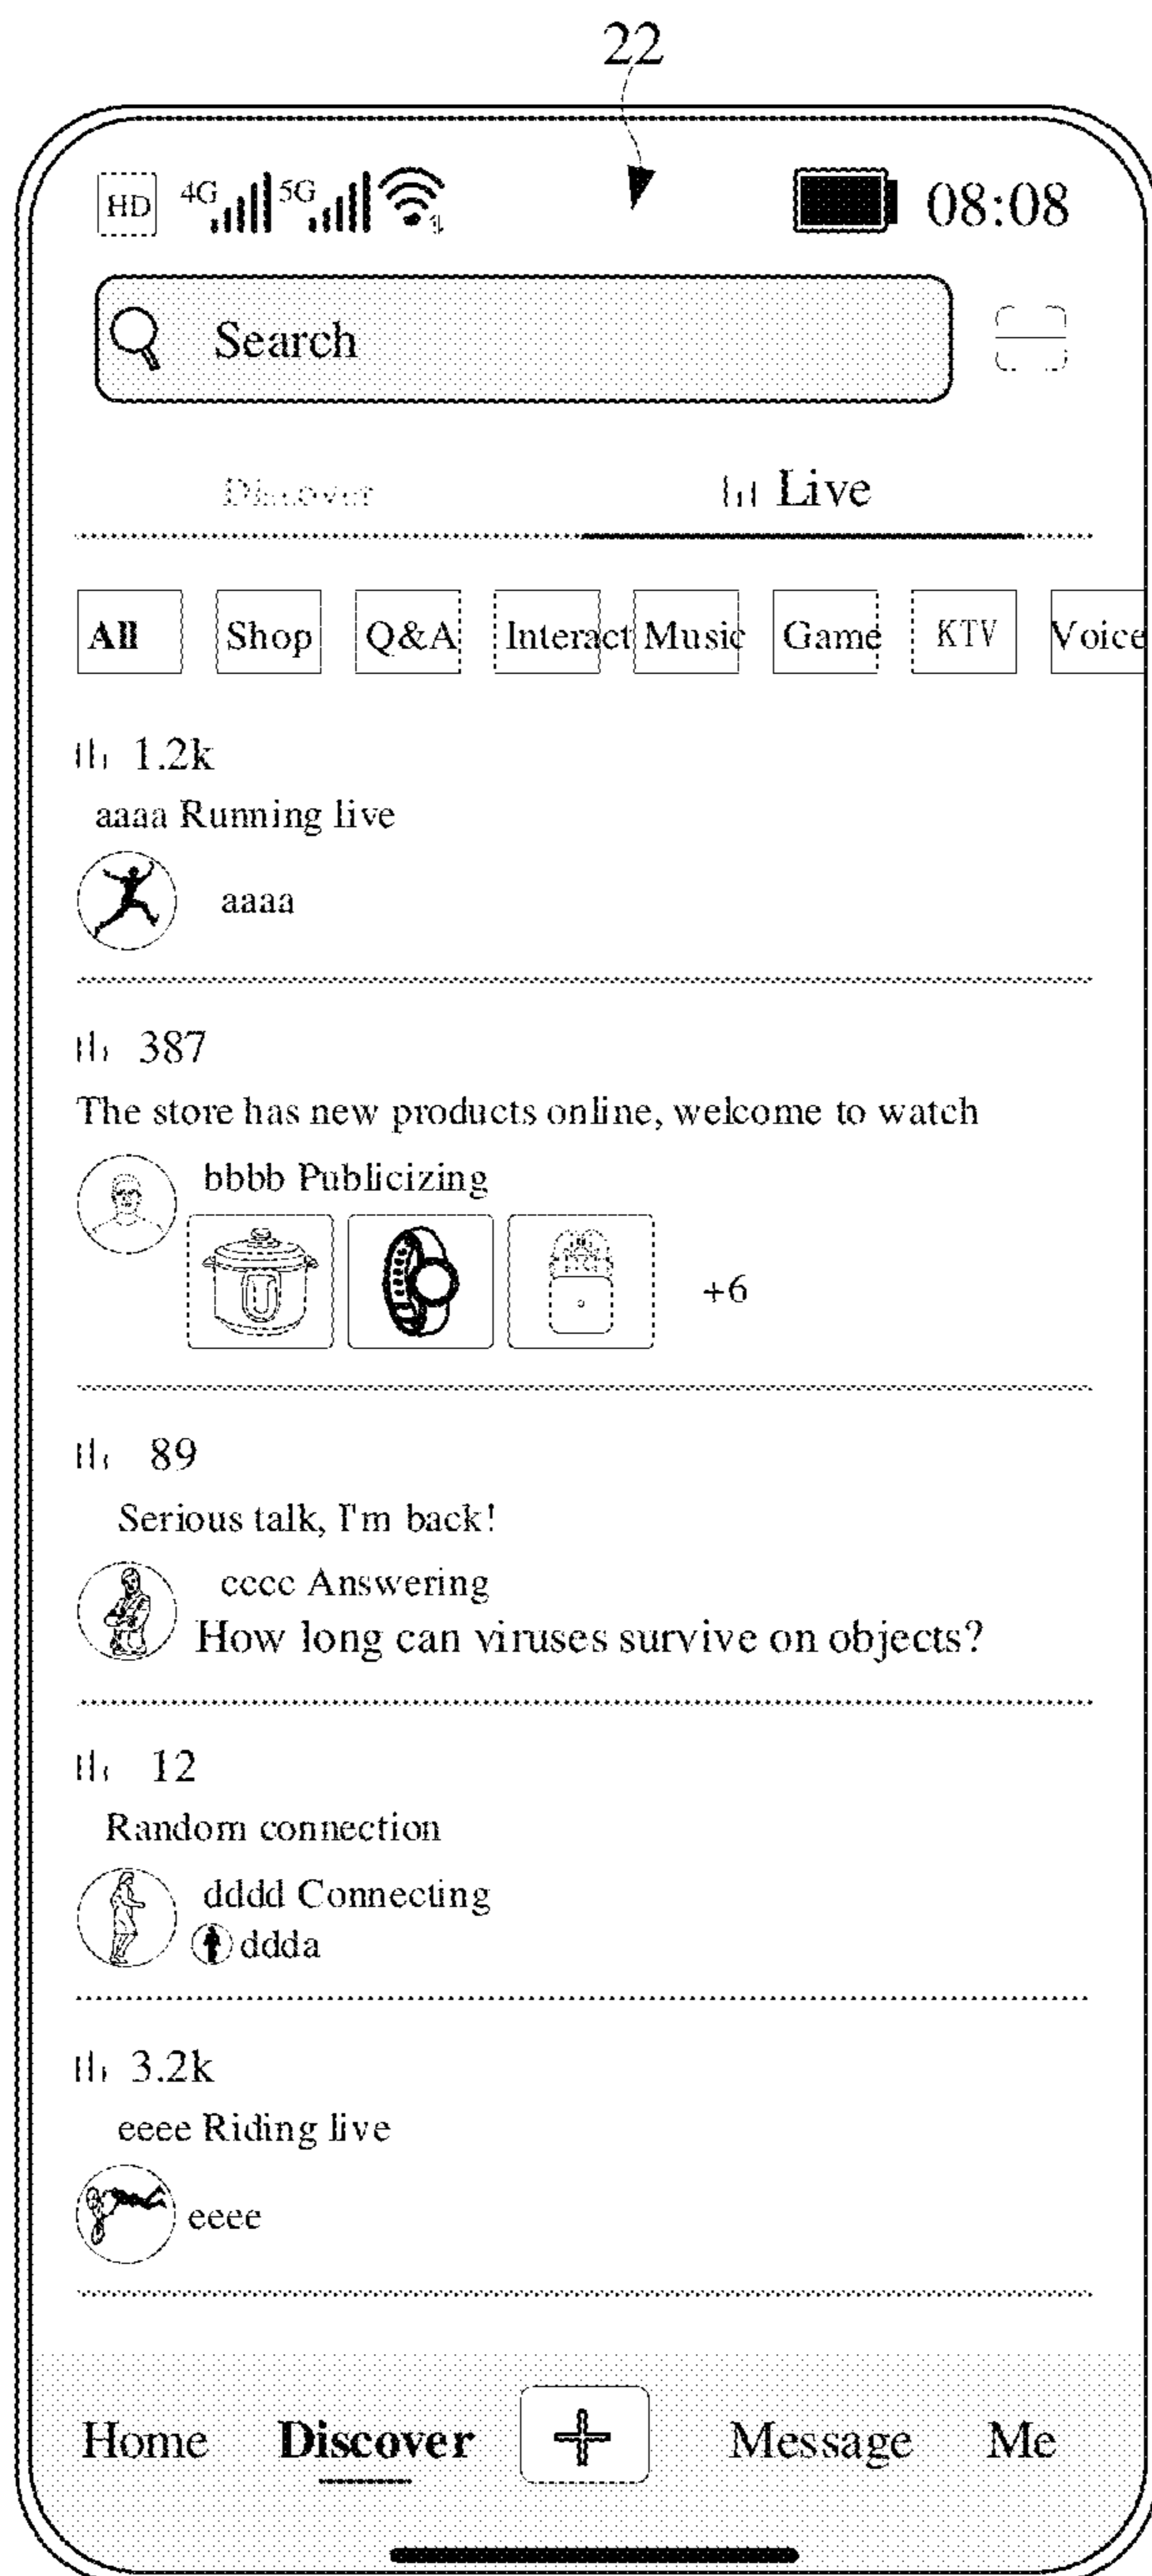 22
HD 4G 5G 08:08
Search
Discover Live
All Shop Q&A Interact Music Game KTV Voice
1.2k
aaaa Running live
aaaa
387
The store has new products online, welcome to watch
bbbb Publicizing
+6
89
Serious talk, I'm back!
cccc Answering
How long can viruses survive on objects?
12
Random connection
dddd Connecting
ddda
3.2k
eeee Riding live
eeee
Home Discover Message Me